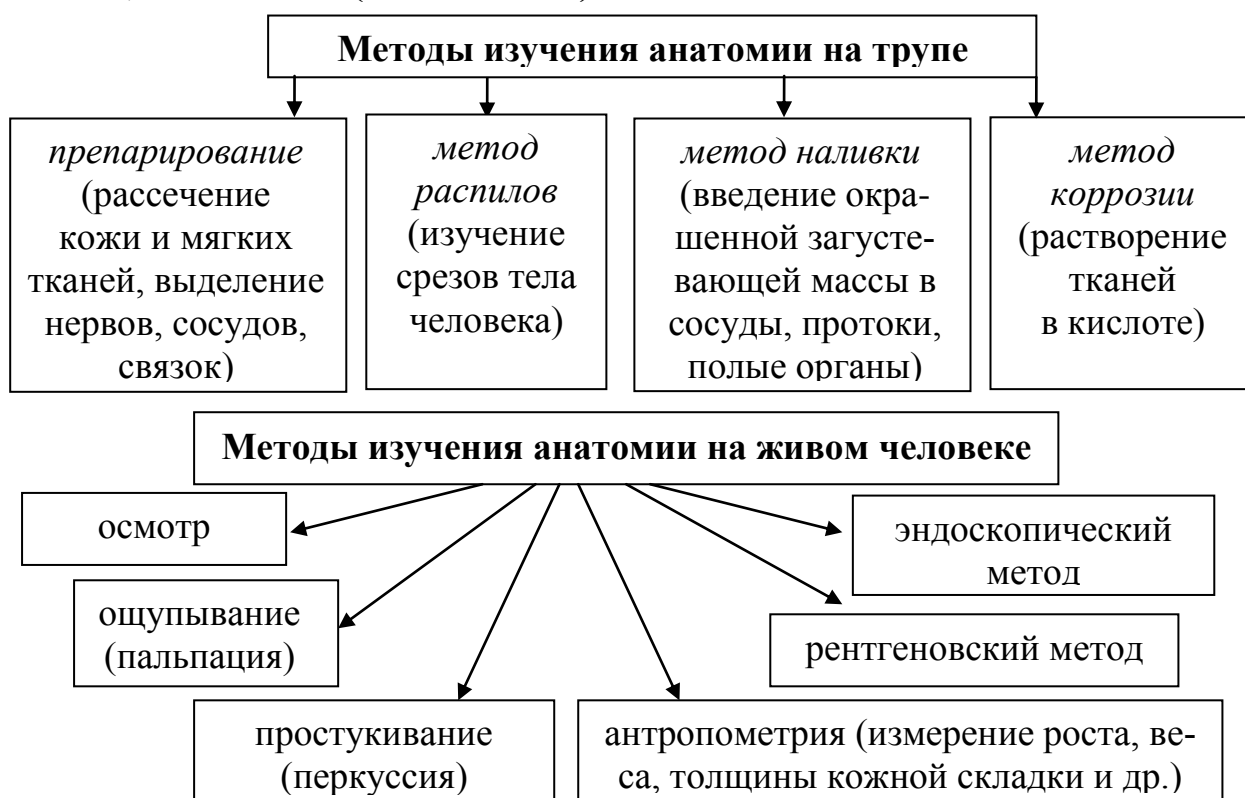 Методы изучения анатомии на трупе
препарирование
(рассечение
кожи и мягких
тканей, выделение
нервов, сосудов,
связок)
метод
распилов
(изучение
срезов тела
человека)
метод наливки
(введение окра-
шенной загусте-
вающей массы в
сосуды, протоки,
полые органы)
метод
коррозии
(растворение
тканей
в кислоте)
Методы изучения анатомии на живом человеке
осмотр
ощупывание
(пальпация)
простукивание
(перкуссия)
антропометрия (измерение роста, ве-
са, толщины кожной складки и др.)
рентгеновский метод
эндоскопический
метод